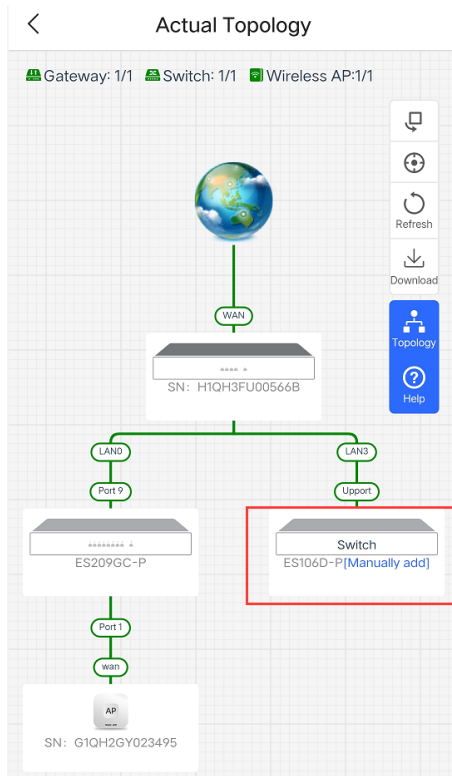 Actual Topology
Gateway: 1/1 Switch: 1/1 Wireless AP:1/1
Refresh
Download
WAN
Topology
SN: H1QH3FU00566B
Help
LAN0 LAN3
Port 9 Upport
Switch
ES209GC-P ES106D-P[Manually add]
Port 1
wan
AP
SN: G1QH2GY023495